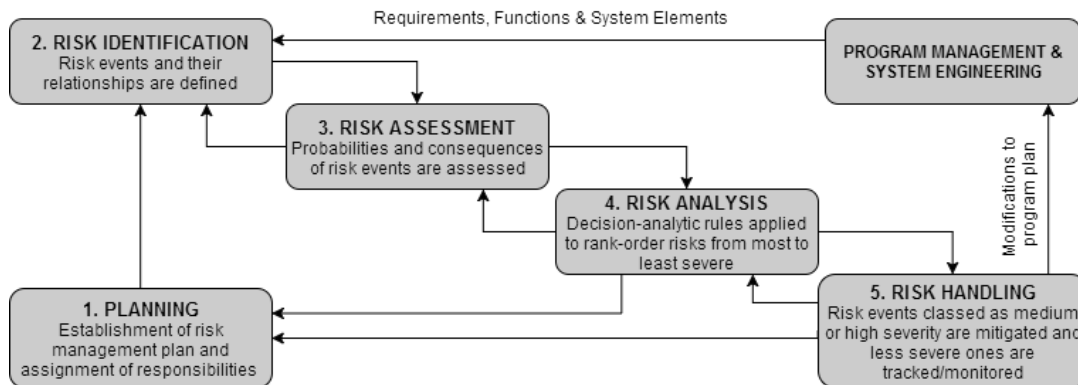 Requirements, Functions & System Elements
2. RISK IDENTIFICATION
Risk events and their
relationships are defined
PROGRAM MANAGEMENT &
SYSTEM ENGINEERING
3. RISK ASSESSMENT
Probabilities and consequences
of risk events are assessed
Modifications to
program plan
4. RISK ANALYSIS
Decision-analytic rules applied
to rank-order risks from most to
least severe
1. PLANNING
Establishment of risk
management plan and
assignment of responsibilities
5. RISK HANDLING
Risk events classed as medium
or high severity are mitigated and
less severe ones are
tracked/monitored